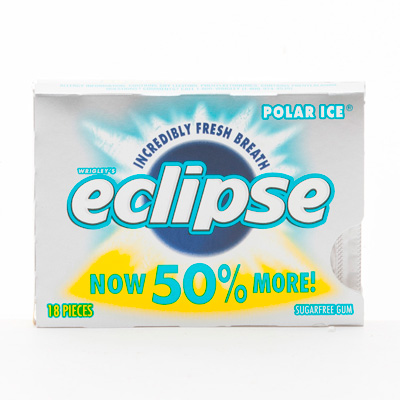 POLAR ICE®
INCREDIBLY FRESH BREATH
WRIGLEY'S
eclipse
NOW 50% MORE!
18 PIECES
SUGARFREE GUM